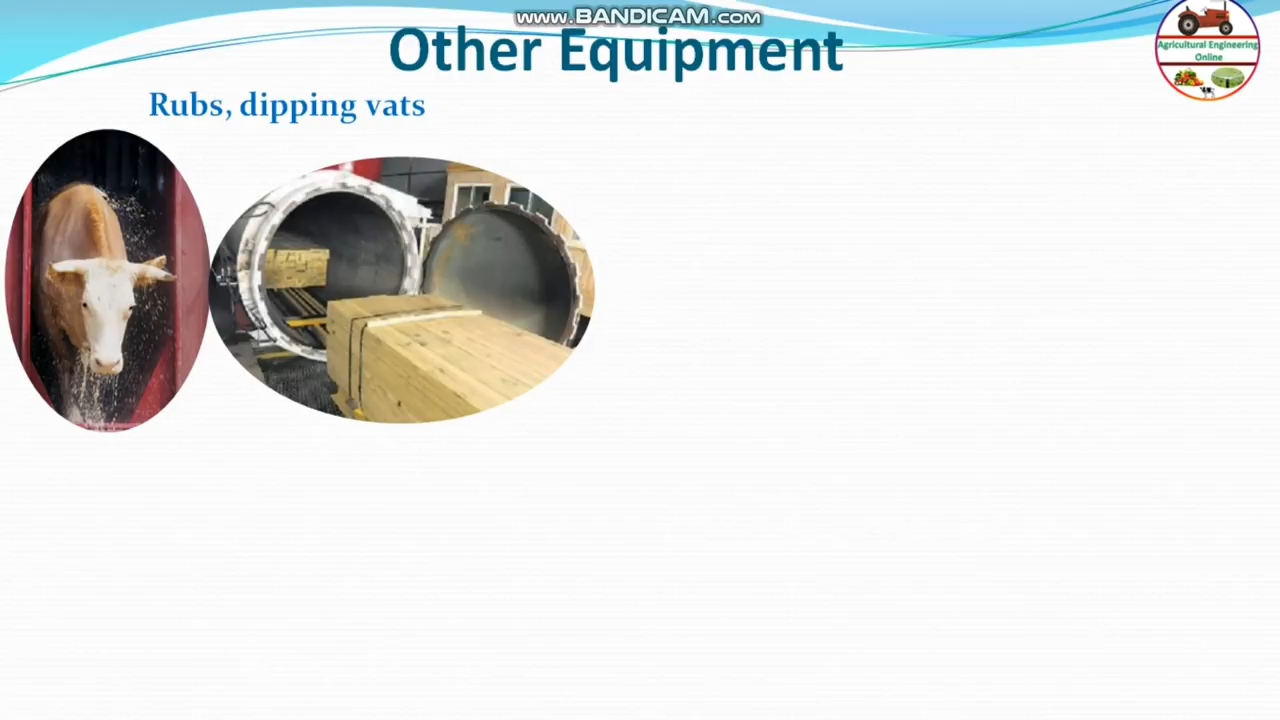 www.BANDICAM.com
Other Equipment
Agricultural Engineering
Online
Rubs, dipping vats